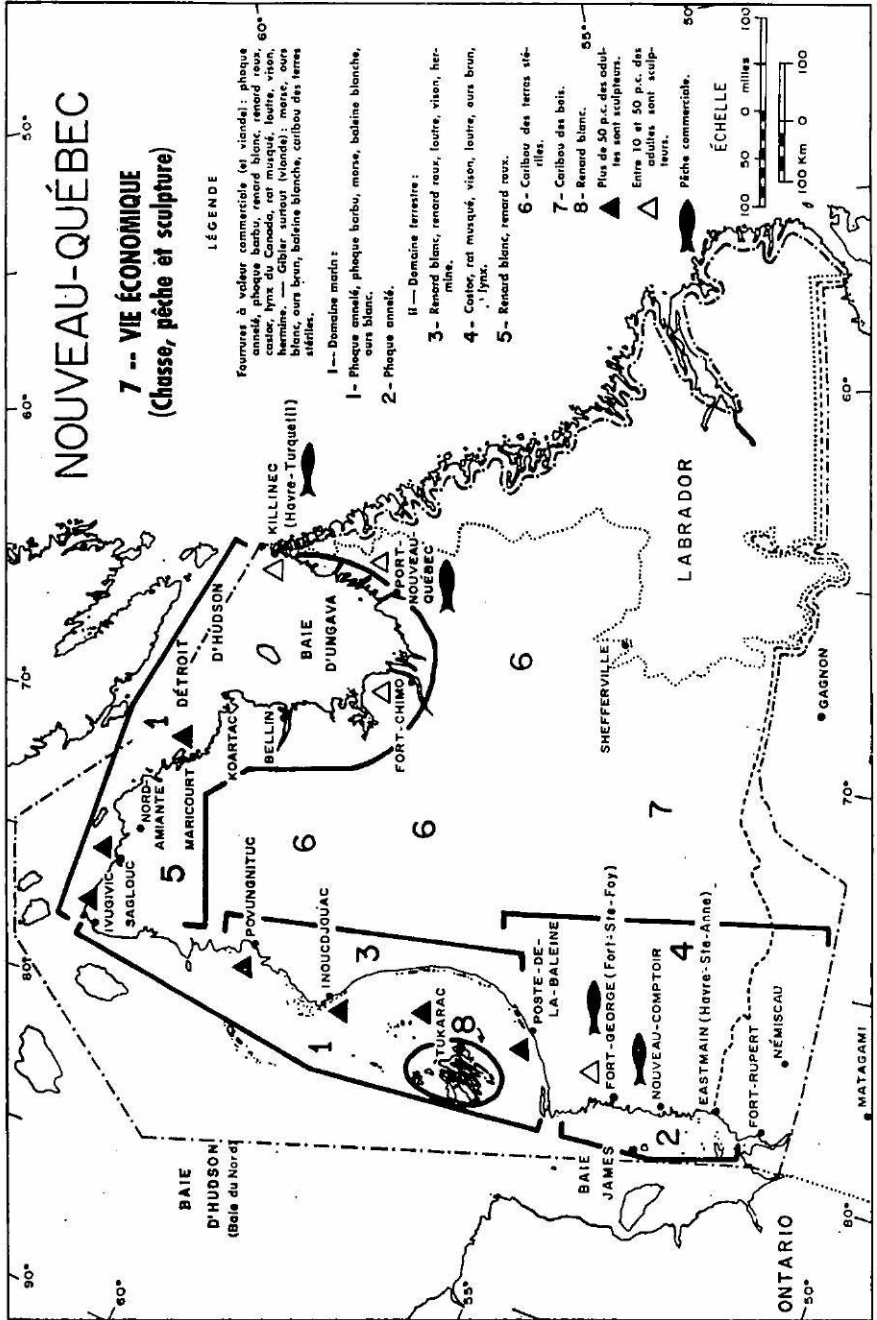 NOUVEAU-QUÉBEC
7 -- VIE ÉCONOMIQUE
(Chasse, pêche et sculpture)
LÉGENDE
Fourrures à valeur commerciale (et viande): phoque
annelé, phoque barbu, renard blanc, renard roux,
castor, lynx du Canada, rat musqué, loutre, vison,
hermine. — Gibier surtout (viande): morse, ours
blanc, ours brun, baleine blanche, caribou des terres
stériles.
I — Domaine marin:
1- Phoque annelé, phoque barbu, morse, baleine blanche,
ours blanc.
2- Phoque annelé.
II — Domaine terrestre:
3- Renard blanc, renard roux, loutre, vison, her-
mine.
4- Castor, rat musqué, vison, loutre, ours brun,
lynx.
5- Renard blanc, renard roux.
6- Caribou des terres sté-
riles.
7- Caribou des bois.
8- Renard blanc.
Plus de 50 p.c. des adul-
tes sont sculpteurs.
Entre 10 et 50 p.c. des
adultes sont sculp-
teurs.
Pêche commerciale.
ÉCHELLE
100 50 0 milles 100
100 Km 0 100
90°
80°
70°
60°
50°
60°
55°
50°
60°
55°
50°
80°
70°
60°
BAIE
D'HUDSON
(Baie du Nord)
IVUGIVIC
SAGLOUC
NORD-
AMIANTE
MARICOURT
DÉTROIT
D'HUDSON
KOARTAC
BELLIN
BAIE
D'UNGAVA
KILLINEC
(Havre-Turquetil)
PORT-
NOUVEAU-
QUÉBEC
FORT-CHIMO
POVUNGNITUC
INOUCDJOUAC
TUKARAC
POSTE-DE-
LA-BALEINE
1
1
5
6
6
6
3
8
7
4
2
SHEFFERVILLE
LABRADOR
GAGNON
BAIE
JAMES
FORT-GEORGE (Fort-Ste-Foy)
NOUVEAU-COMPTOIR
EASTMAIN (Havre-Ste-Anne)
FORT-RUPERT
NÉMISCAU
MATAGAMI
ONTARIO